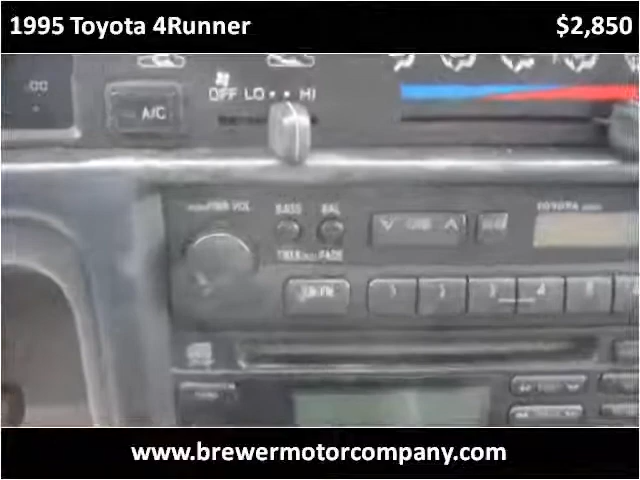 1995 Toyota 4Runner $2,850
OFF LO HI
A/C
PWR VOL BASS BAL
TOYOTA
FADE
AM/FM 1 2 3 4 5
www.brewermotorcompany.com